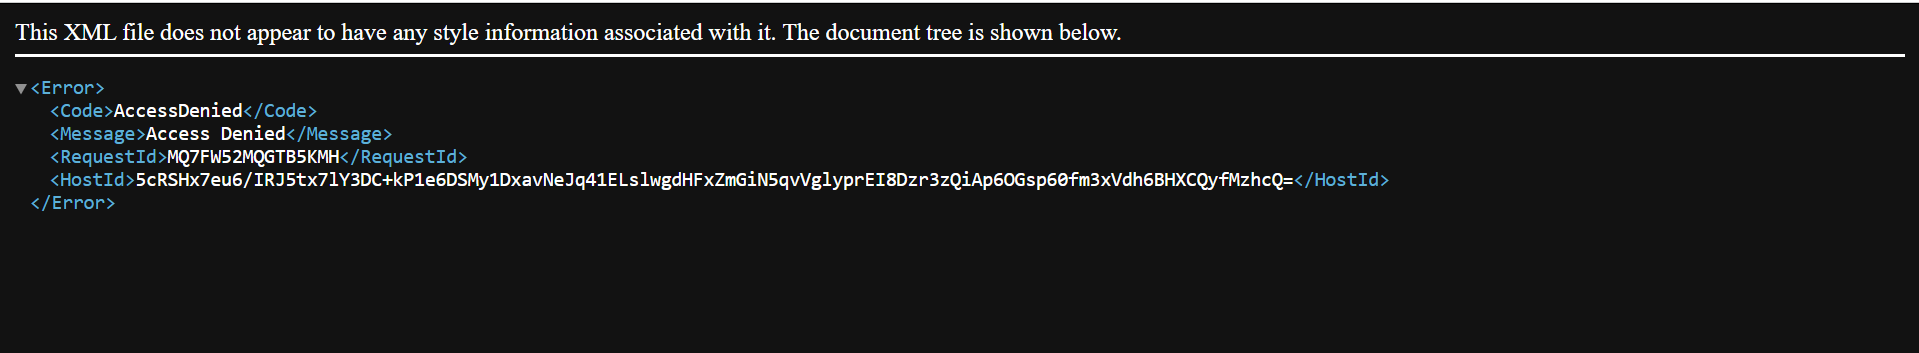 This XML file does not appear to have any style information associated with it. The document tree is shown below.
▼<Error>
<Code>AccessDenied</Code>
<Message>Access Denied</Message>
<RequestId>MQ7FW52MQGTB5KMH</RequestId>
<HostId>5cRSHx7eu6/IRJ5tx7lY3DC+kP1e6DSMy1DxavNeJq41ELslwgdHFxZmGiN5qvVglyprEI8Dzr3zQiAp6OGsp60fm3xVdh6BHXCQyfMzhcQ=</HostId>
</Error>